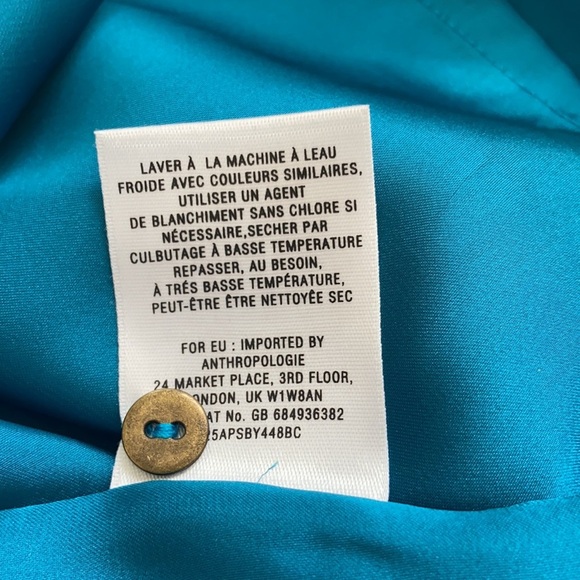 LAVER À LA MACHINE À LEAU
FROIDE AVEC COULEURS SIMILAIRES,
UTILISER UN AGENT
DE BLANCHIMENT SANS CHLORE SI
NÉCESSAIRE,SECHER PAR
CULBUTAGE À BASSE TEMPERATURE
REPASSER, AU BESOIN,
À TRÉS BASSE TEMPÉRATURE,
PEUT-ÊTRE ÊTRE NETTOYÊE SEC
FOR EU : IMPORTED BY
ANTHROPOLOGIE
24 MARKET PLACE, 3RD FLOOR,
UK W1W8AN
No. GB 684936382